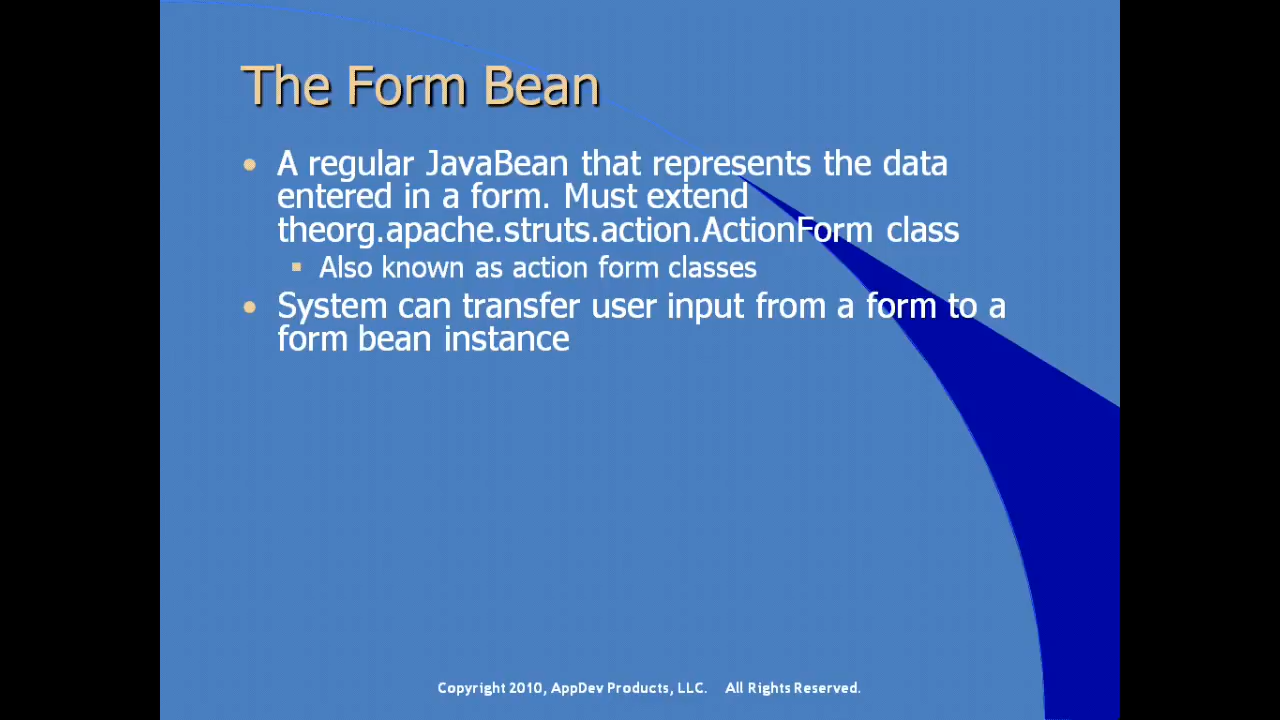 The Form Bean
A regular JavaBean that represents the data
entered in a form. Must extend
theorg.apache.struts.action.ActionForm class
Also known as action form classes
System can transfer user input from a form to a
form bean instance
Copyright 2010, AppDev Products, LLC. All Rights Reserved.